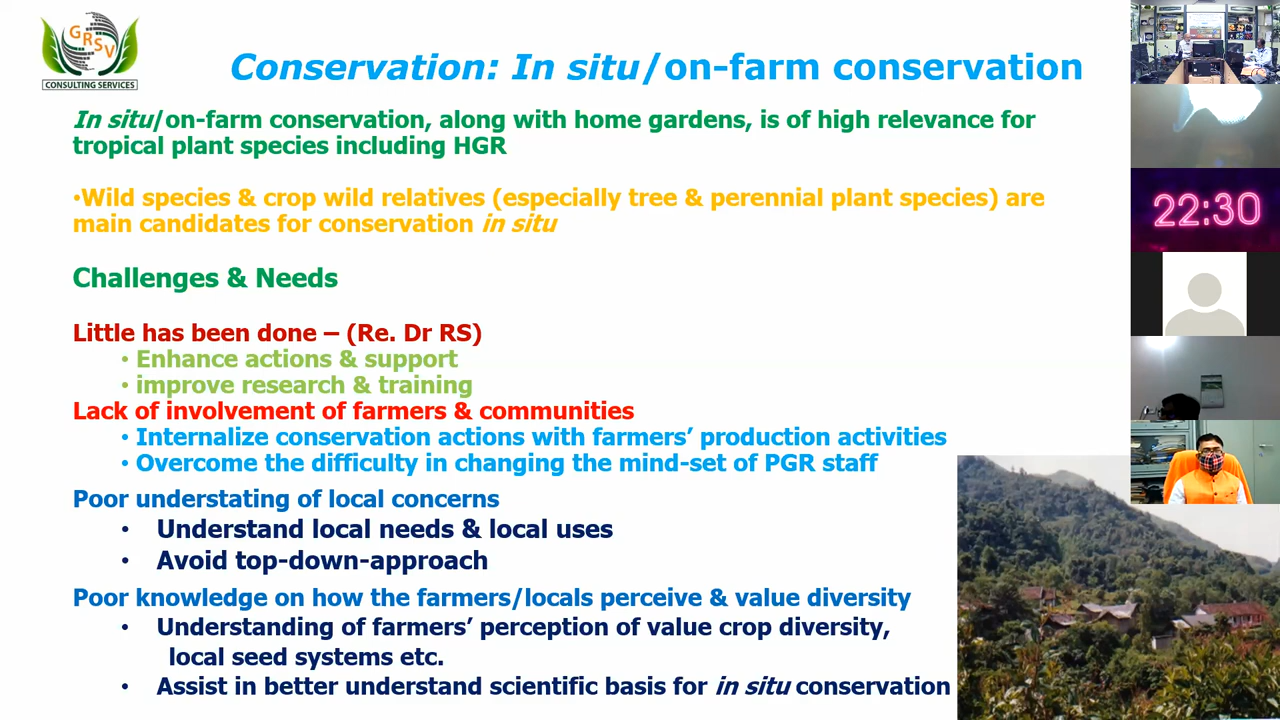 GRSV
CONSULTING SERVICES
Conservation: In situ/on-farm conservation
In situ/on-farm conservation, along with home gardens, is of high relevance for
tropical plant species including HGR
•Wild species & crop wild relatives (especially tree & perennial plant species) are
main candidates for conservation in situ
Challenges & Needs
Little has been done – (Re. Dr RS)
• Enhance actions & support
• improve research & training
Lack of involvement of farmers & communities
• Internalize conservation actions with farmers’ production activities
• Overcome the difficulty in changing the mind-set of PGR staff
Poor understating of local concerns
• Understand local needs & local uses
• Avoid top-down-approach
Poor knowledge on how the farmers/locals perceive & value diversity
• Understanding of farmers’ perception of value crop diversity,
local seed systems etc.
• Assist in better understand scientific basis for in situ conservation
22:30